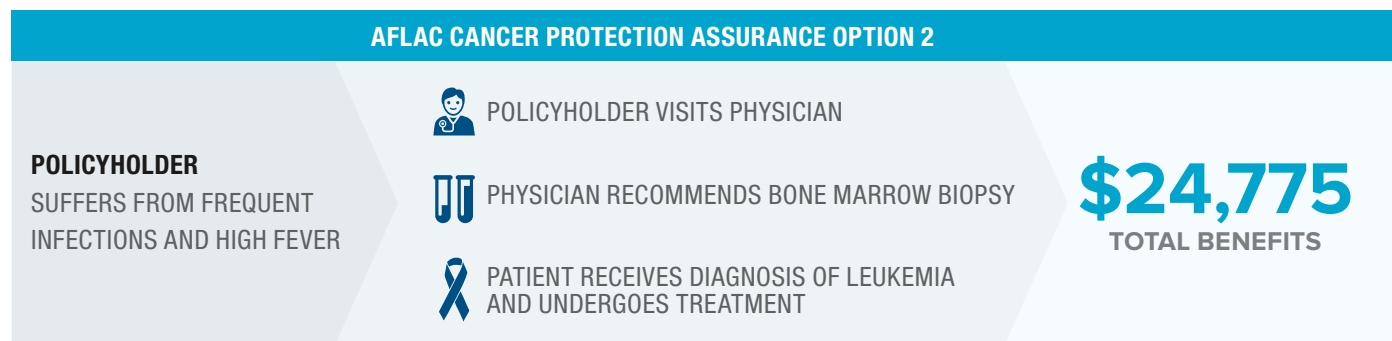 AFLAC CANCER PROTECTION ASSURANCE OPTION 2
POLICYHOLDER
SUFFERS FROM FREQUENT
INFECTIONS AND HIGH FEVER
POLICYHOLDER VISITS PHYSICIAN
PHYSICIAN RECOMMENDS BONE MARROW BIOPSY
PATIENT RECEIVES DIAGNOSIS OF LEUKEMIA
AND UNDERGOES TREATMENT
$24,775
TOTAL BENEFITS